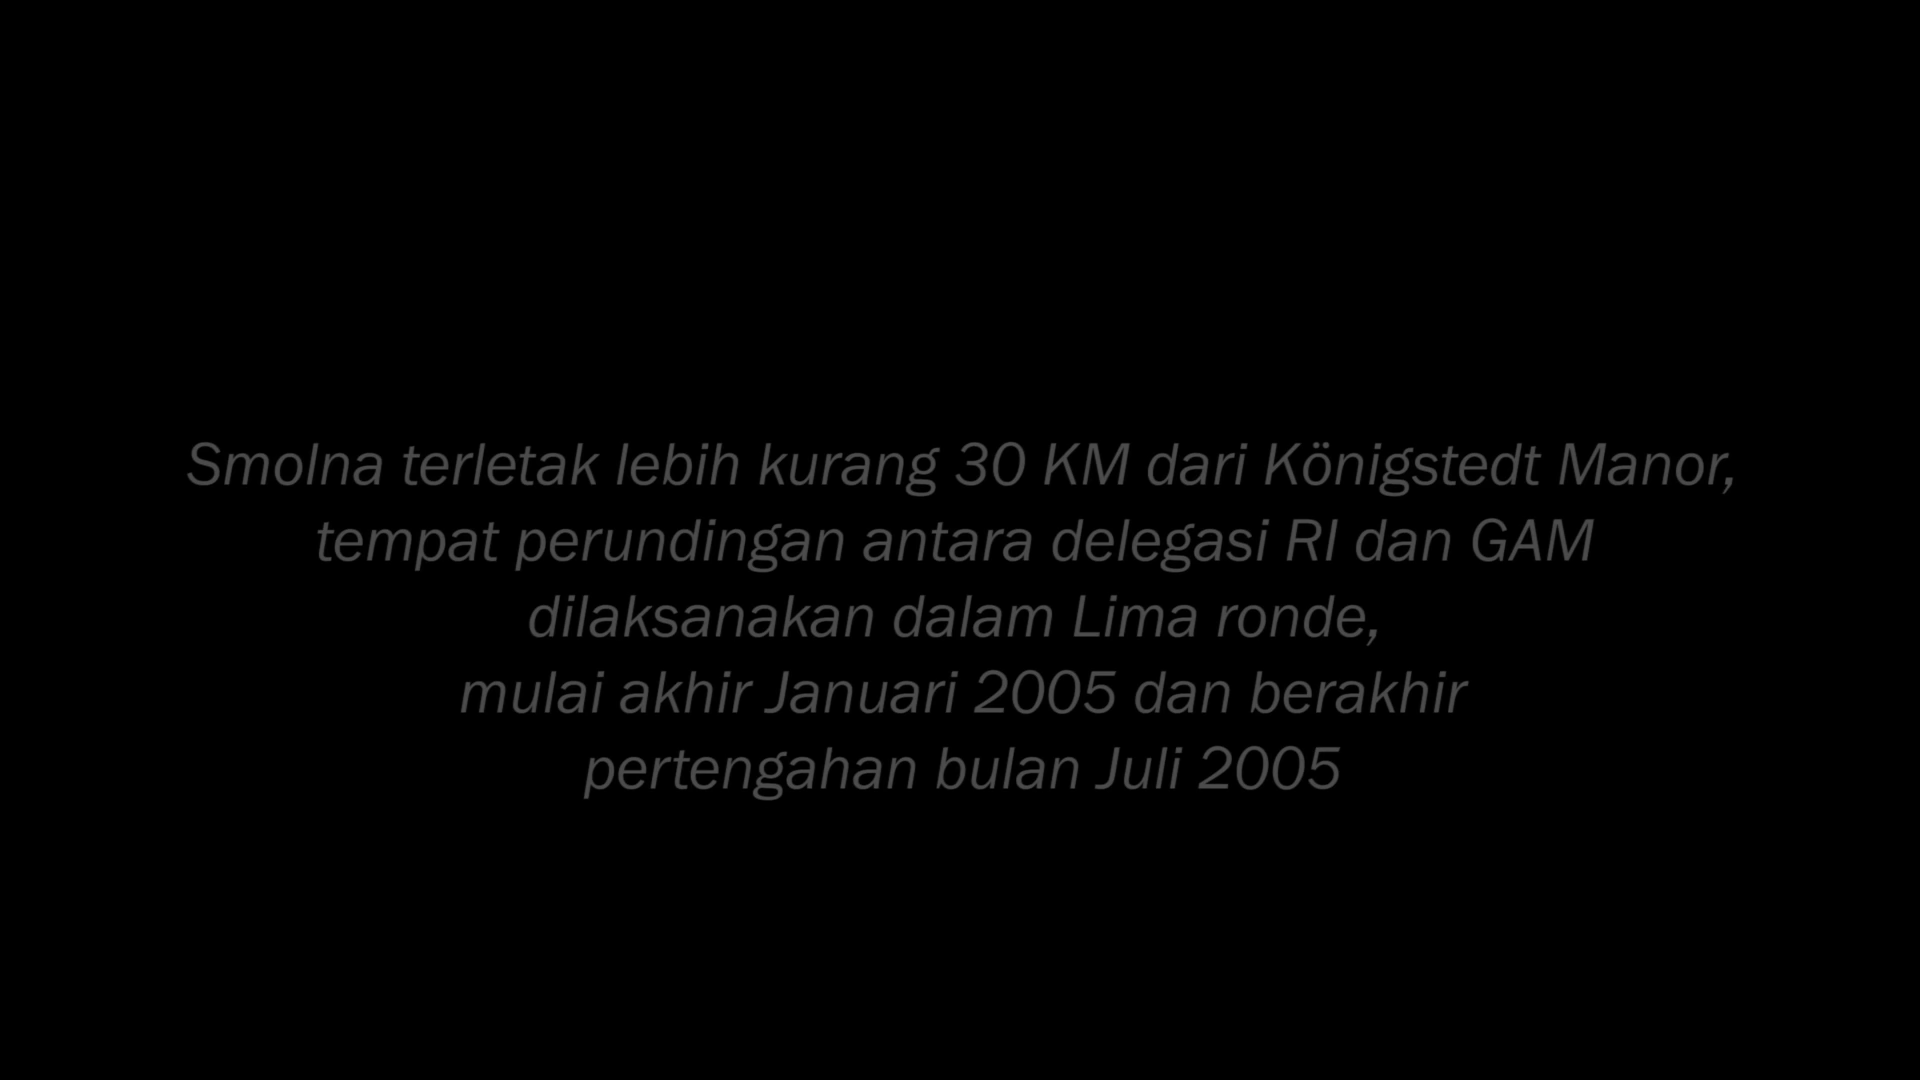 Smolna terletak lebih kurang 30 KM dari Königstedt Manor,
tempat perundingan antara delegasi RI dan GAM
dilaksanakan dalam Lima ronde,
mulai akhir Januari 2005 dan berakhir
pertengahan bulan Juli 2005